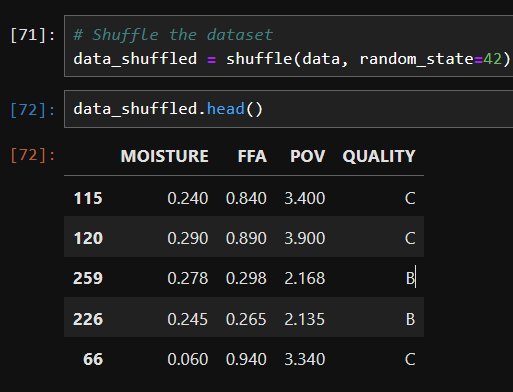 [71]: # Shuffle the dataset
data_shuffled = shuffle(data, random_state=42)
[72]: data_shuffled.head()
[72]: MOISTURE FFA POV QUALITY
115 0.240 0.840 3.400 C
120 0.290 0.890 3.900 C
259 0.278 0.298 2.168 B
226 0.245 0.265 2.135 B
66 0.060 0.940 3.340 C